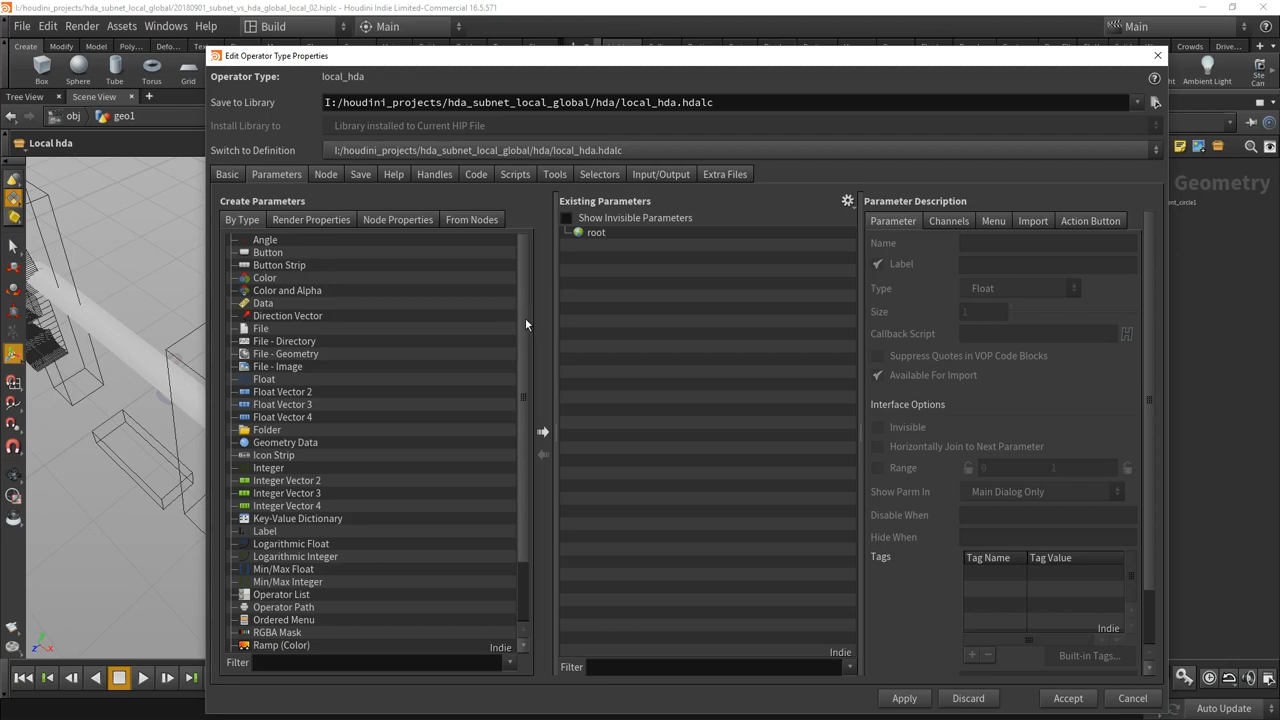 I:/houdini_projects/hda_subnet_local_global/20180901_subnet_vs_hda_global_local_02.hiplc - Houdini Indie Limited-Commercial 16.5.571
File Edit Render Assets Windows Help Build Main Main
Create Modify Model Poly... Defo... Crowds Drive...
Box Sphere Tube Torus Grid Ambient Light
Tree View Scene View
obj geo1
Local hda
Geometry
Edit Operator Type Properties
Operator Type: local_hda
Save to Library I:/houdini_projects/hda_subnet_local_global/hda/local_hda.hdalc
Install Library to Library installed to Current HIP File
Switch to Definition I:/houdini_projects/hda_subnet_local_global/hda/local_hda.hdalc
Basic Parameters Node Save Help Handles Code Scripts Tools Selectors Input/Output Extra Files
Create Parameters
By Type Render Properties Node Properties From Nodes
Angle
Button
Button Strip
Color
Color and Alpha
Data
Direction Vector
File
File - Directory
File - Geometry
File - Image
Float
Float Vector 2
Float Vector 3
Float Vector 4
Folder
Geometry Data
Icon Strip
Integer
Integer Vector 2
Integer Vector 3
Integer Vector 4
Key-Value Dictionary
Label
Logarithmic Float
Logarithmic Integer
Min/Max Float
Min/Max Integer
Operator List
Operator Path
Ordered Menu
RGBA Mask
Ramp (Color)
Indie
Filter
Existing Parameters
Show Invisible Parameters
root
Indie
Filter
Parameter Description
Parameter Channels Menu Import Action Button
Name
Label
Type Float
Size 1
Callback Script
Suppress Quotes in VOP Code Blocks
Available For Import
Interface Options
Invisible
Horizontally Join to Next Parameter
Range 0 1
Show Parm In Main Dialog Only
Disable When
Hide When
Tags Tag Name Tag Value
Indie
Built-in Tags...
Apply Discard Accept Cancel
Auto Update